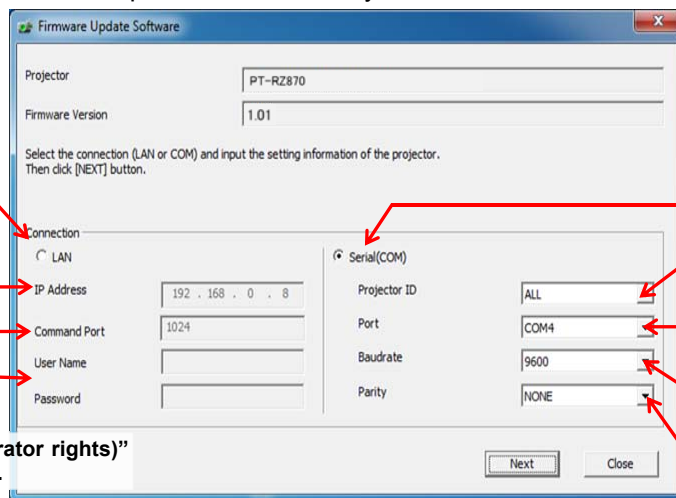 Firmware Update Software
Projector PT-RZ870
Firmware Version 1.01
Select the connection (LAN or COM) and input the setting information of the projector.
Then click [NEXT] button.
Connection
LAN
IP Address 192 . 168 . 0 . 8
Command Port 1024
User Name
Password
Serial(COM)
Projector ID ALL
Port COM4
Baudrate 9600
Parity NONE
rator rights)”
Next Close